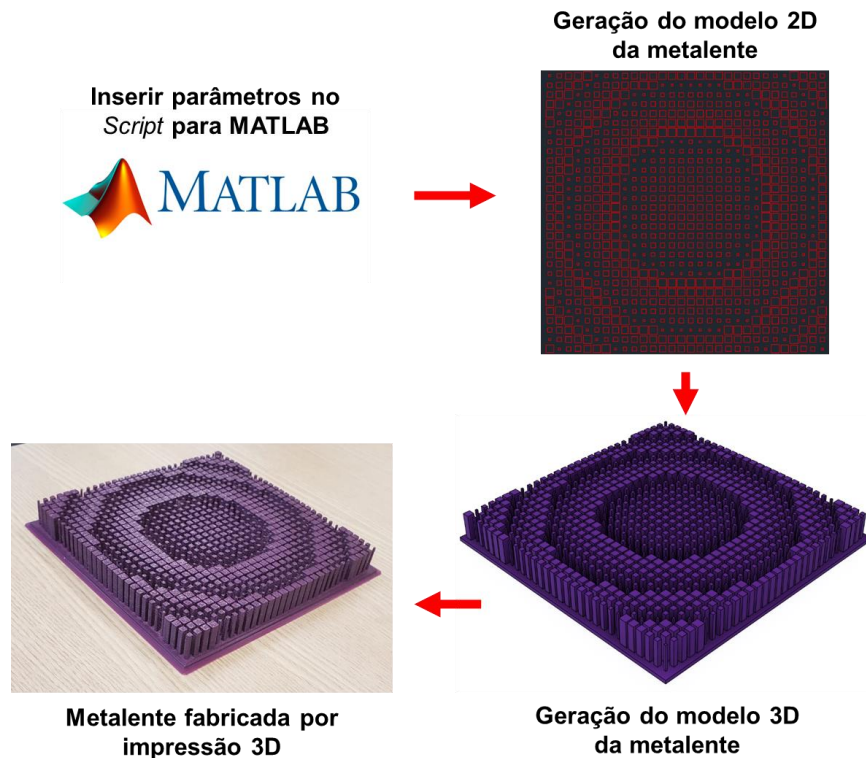 Inserir parâmetros no
Script para MATLAB
MATLAB
Geração do modelo 2D
da metalente
Geração do modelo 3D
da metalente
Metalente fabricada por
impressão 3D